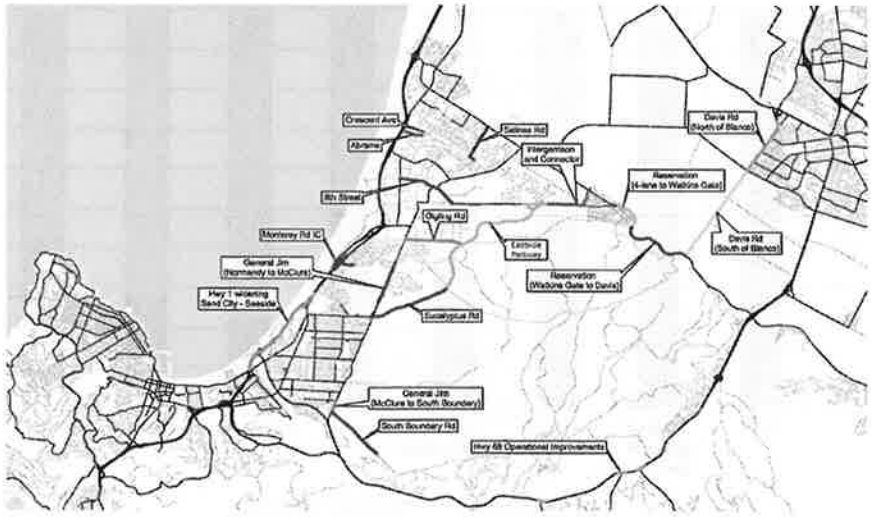 Crescent Ave
Abrams
Salinas Rd
Intergarrison
and Connector
Davis Rd
(North of Blanco)
Reservation
(4-lane to Watkins Gate)
8th Street
Gigling Rd
Monterey Rd IC
Eastside
Parkway
Davis Rd
(South of Blanco)
General Jim
(Normandy to McClure)
Reservation
(Watkins Gate to Davis)
Hwy 1 widening
Sand City - Seaside
Eucalyptus Rd
General Jim
(McClure to South Boundary)
South Boundary Rd
Hwy 68 Operational Improvements